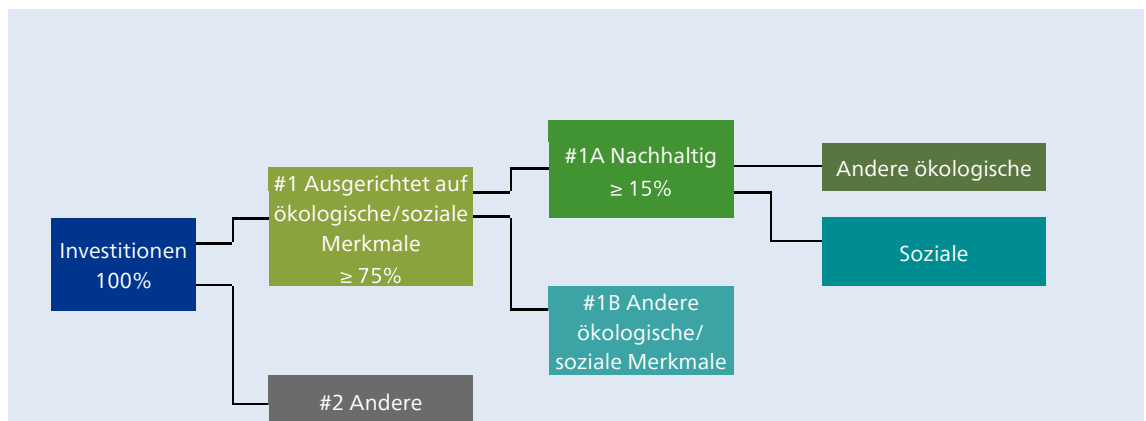 Investitionen
100%
#1 Ausgerichtet auf
ökologische/soziale
Merkmale
≥ 75%
#2 Andere
#1A Nachhaltig
≥ 15%
#1B Andere
ökologische/
soziale Merkmale
Andere ökologische
Soziale